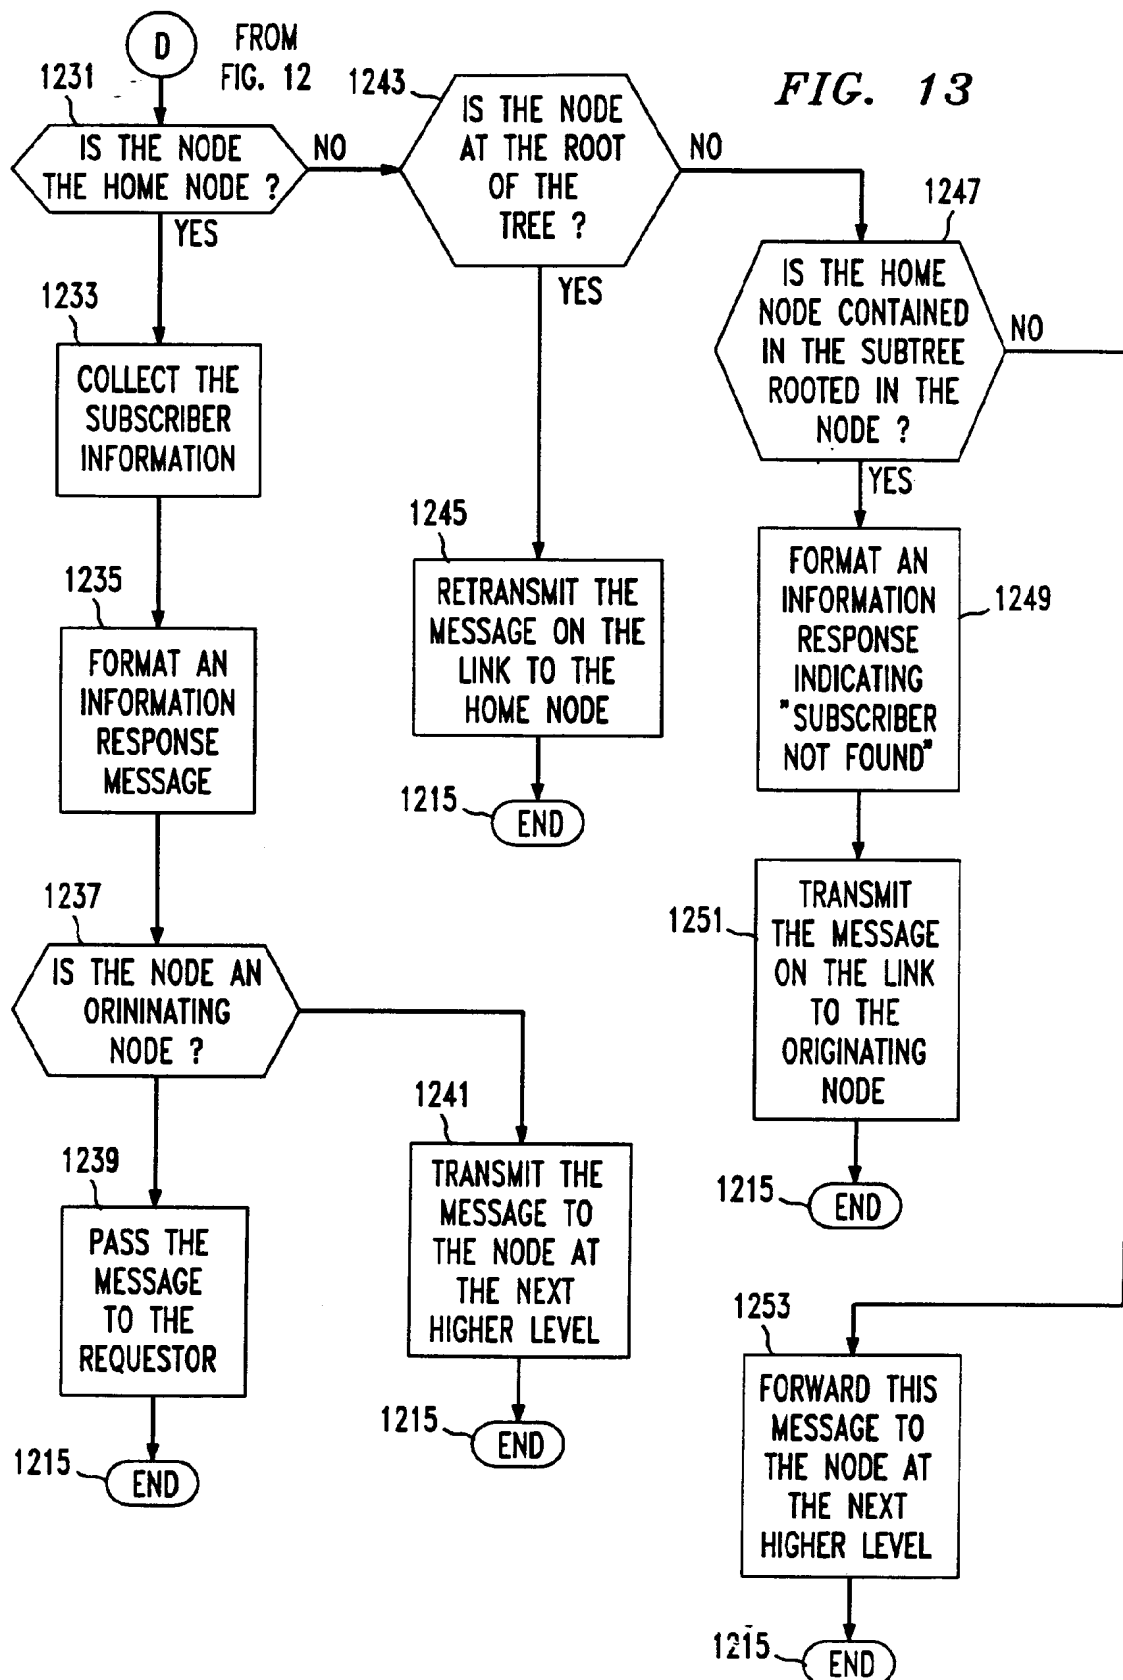 D
FROM
FIG. 12
FIG. 13
1231
IS THE NODE
THE HOME NODE ?
NO
YES
1243
IS THE NODE
AT THE ROOT
OF THE
TREE ?
NO
YES
1247
IS THE HOME
NODE CONTAINED
IN THE SUBTREE
ROOTED IN THE
NODE ?
NO
YES
1233
COLLECT THE
SUBSCRIBER
INFORMATION
1235
FORMAT AN
INFORMATION
RESPONSE
MESSAGE
1245
RETRANSMIT THE
MESSAGE ON THE
LINK TO THE
HOME NODE
1215
END
1249
FORMAT AN
INFORMATION
RESPONSE
INDICATING
"SUBSCRIBER
NOT FOUND"
1251
TRANSMIT
THE MESSAGE
ON THE LINK
TO THE
ORIGINATING
NODE
1215
END
1237
IS THE NODE AN
ORININATING
NODE ?
1239
PASS THE
MESSAGE
TO THE
REQUESTOR
1215
END
1241
TRANSMIT THE
MESSAGE TO
THE NODE AT
THE NEXT
HIGHER LEVEL
1215
END
1253
FORWARD THIS
MESSAGE TO
THE NODE AT
THE NEXT
HIGHER LEVEL
1215
END